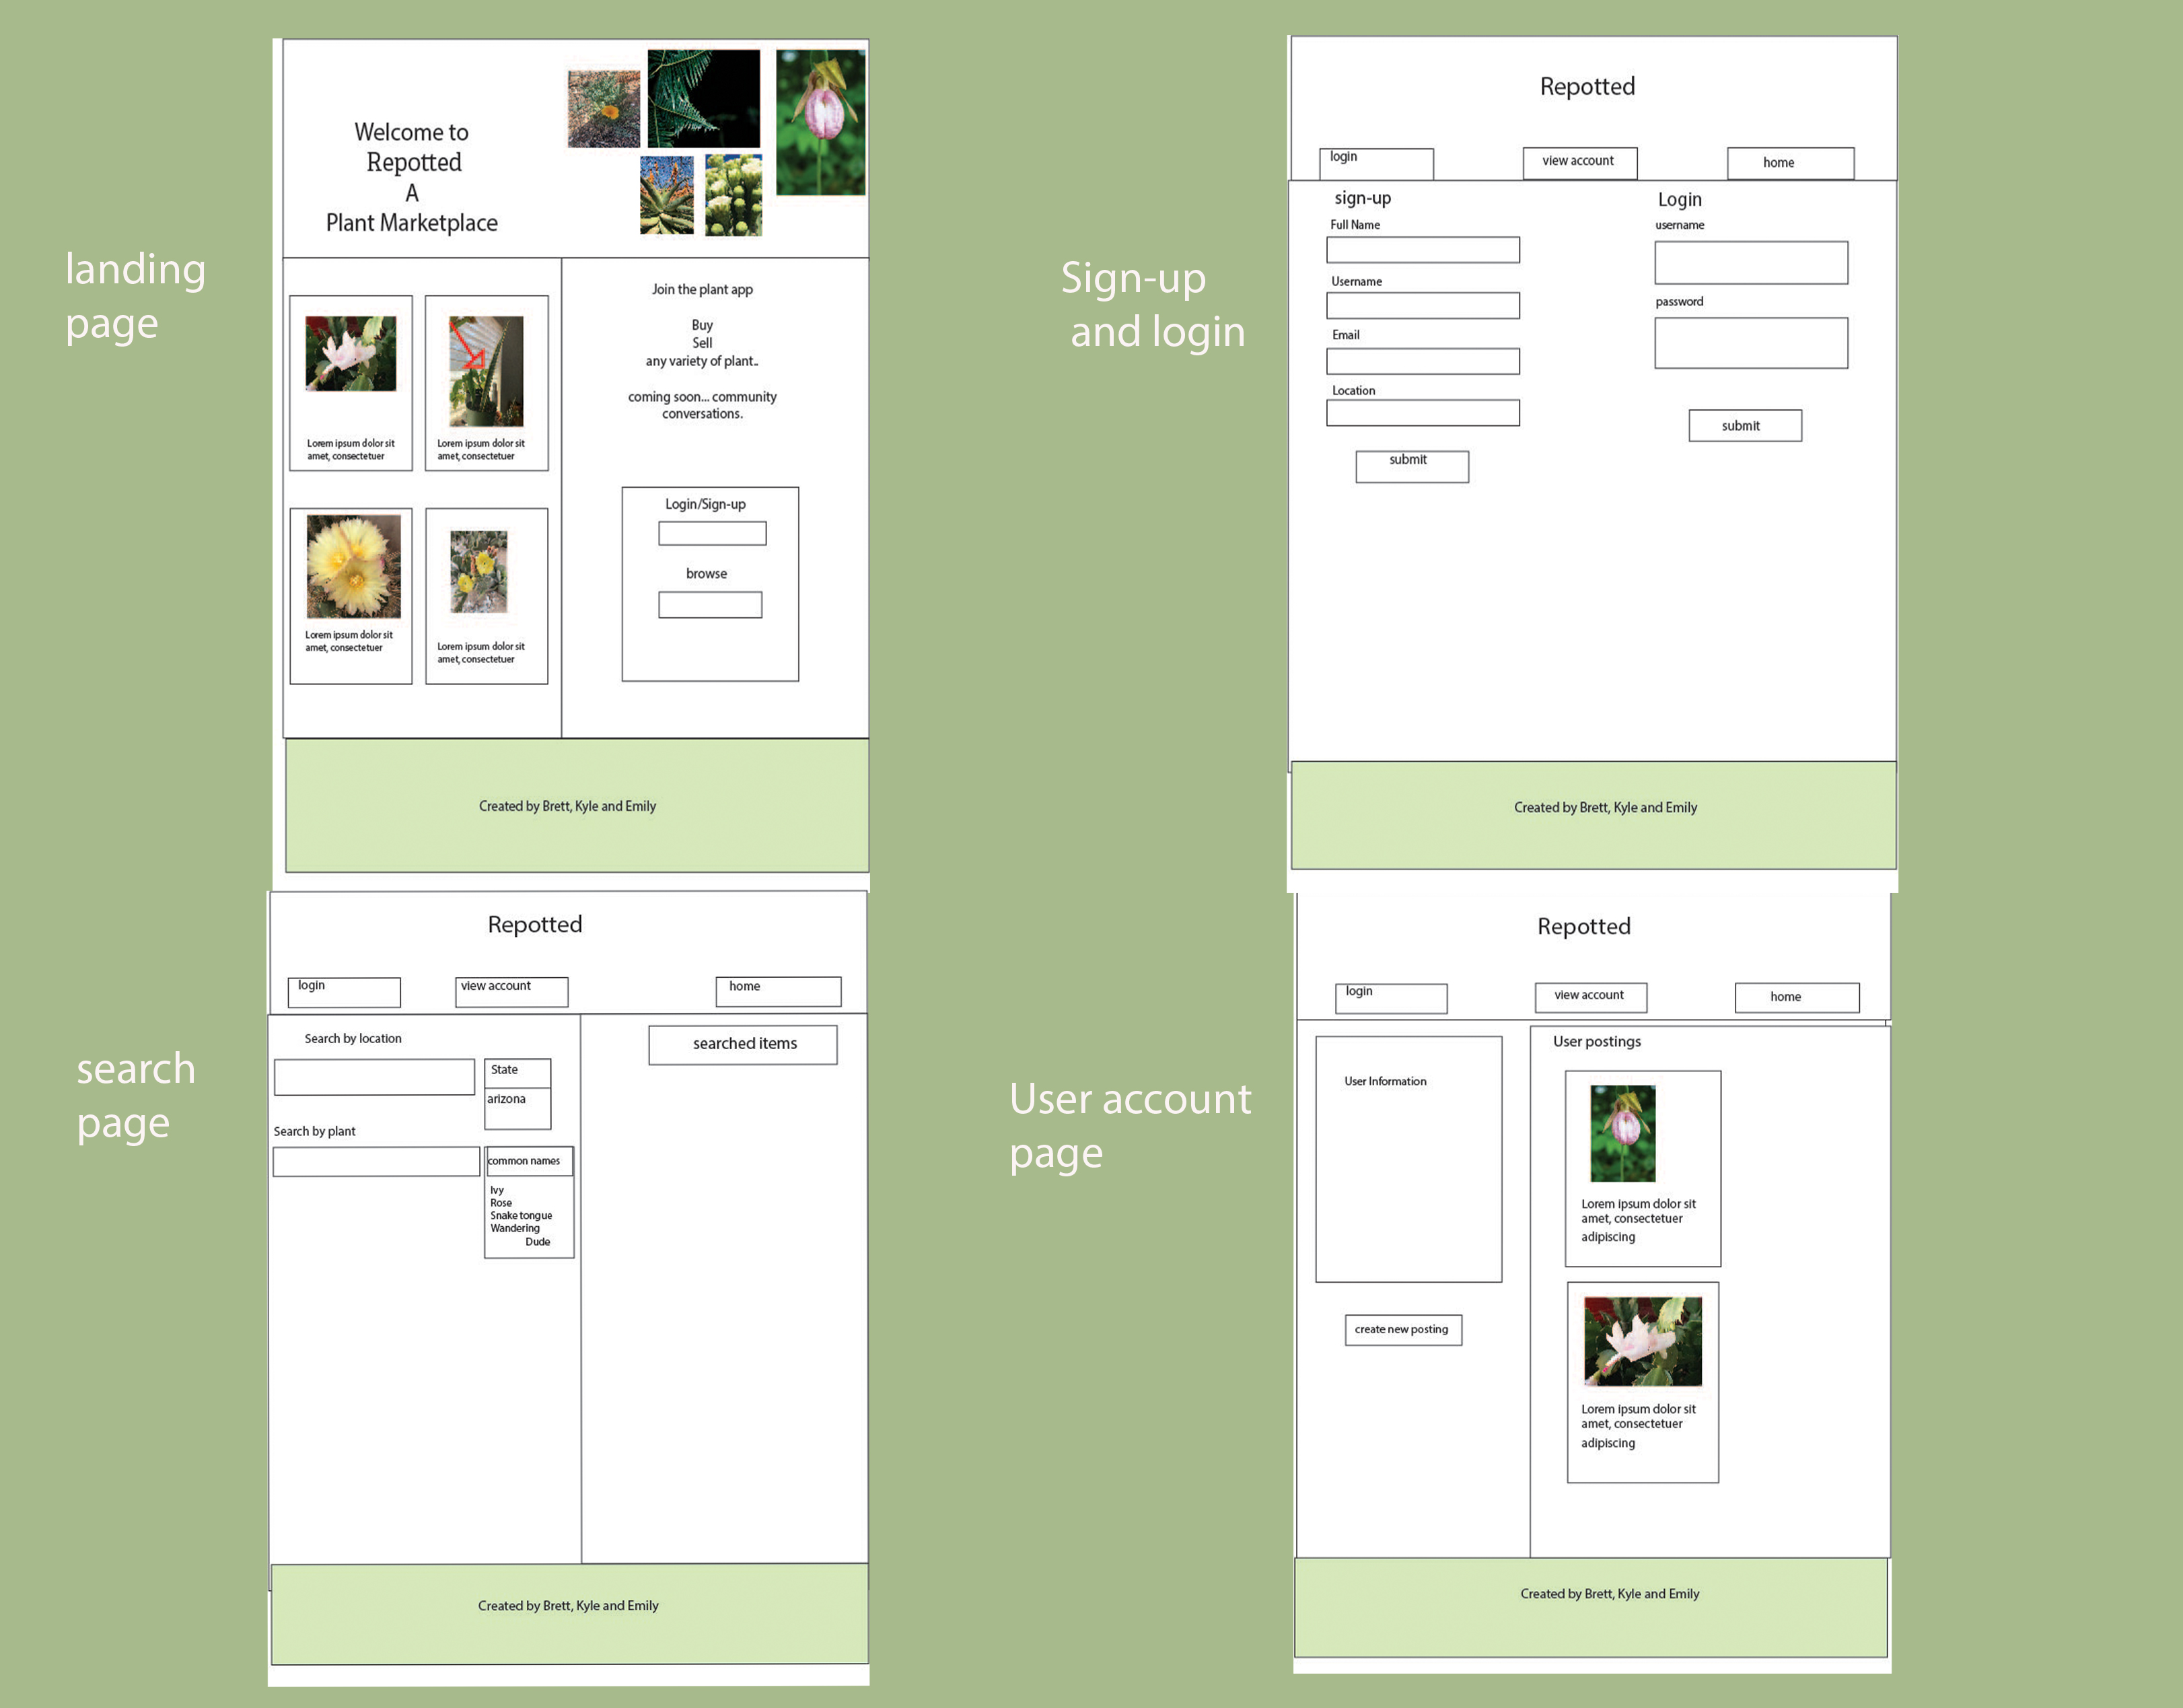 landing
page
Welcome to
Repotted
A
Plant Marketplace
Lorem ipsum dolor sit
amet, consectetuer
Lorem ipsum dolor sit
amet, consectetuer
Lorem ipsum dolor sit
amet, consectetuer
Lorem ipsum dolor sit
amet, consectetuer
Join the plant app
Buy
Sell
any variety of plant..
coming soon... community
conversations.
Login/Sign-up
browse
Created by Brett, Kyle and Emily
Sign-up
and login
Repotted
login
view account
home
sign-up
Full Name
Username
Email
Location
submit
Login
username
password
submit
Created by Brett, Kyle and Emily
search
page
Repotted
login
view account
home
Search by location
State
arizona
Search by plant
common names
Ivy
Rose
Snake tongue
Wandering
Dude
searched items
Created by Brett, Kyle and Emily
User account
page
Repotted
login
view account
home
User Information
create new posting
User postings
Lorem ipsum dolor sit
amet, consectetuer
adipiscing
Lorem ipsum dolor sit
amet, consectetuer
adipiscing
Created by Brett, Kyle and Emily